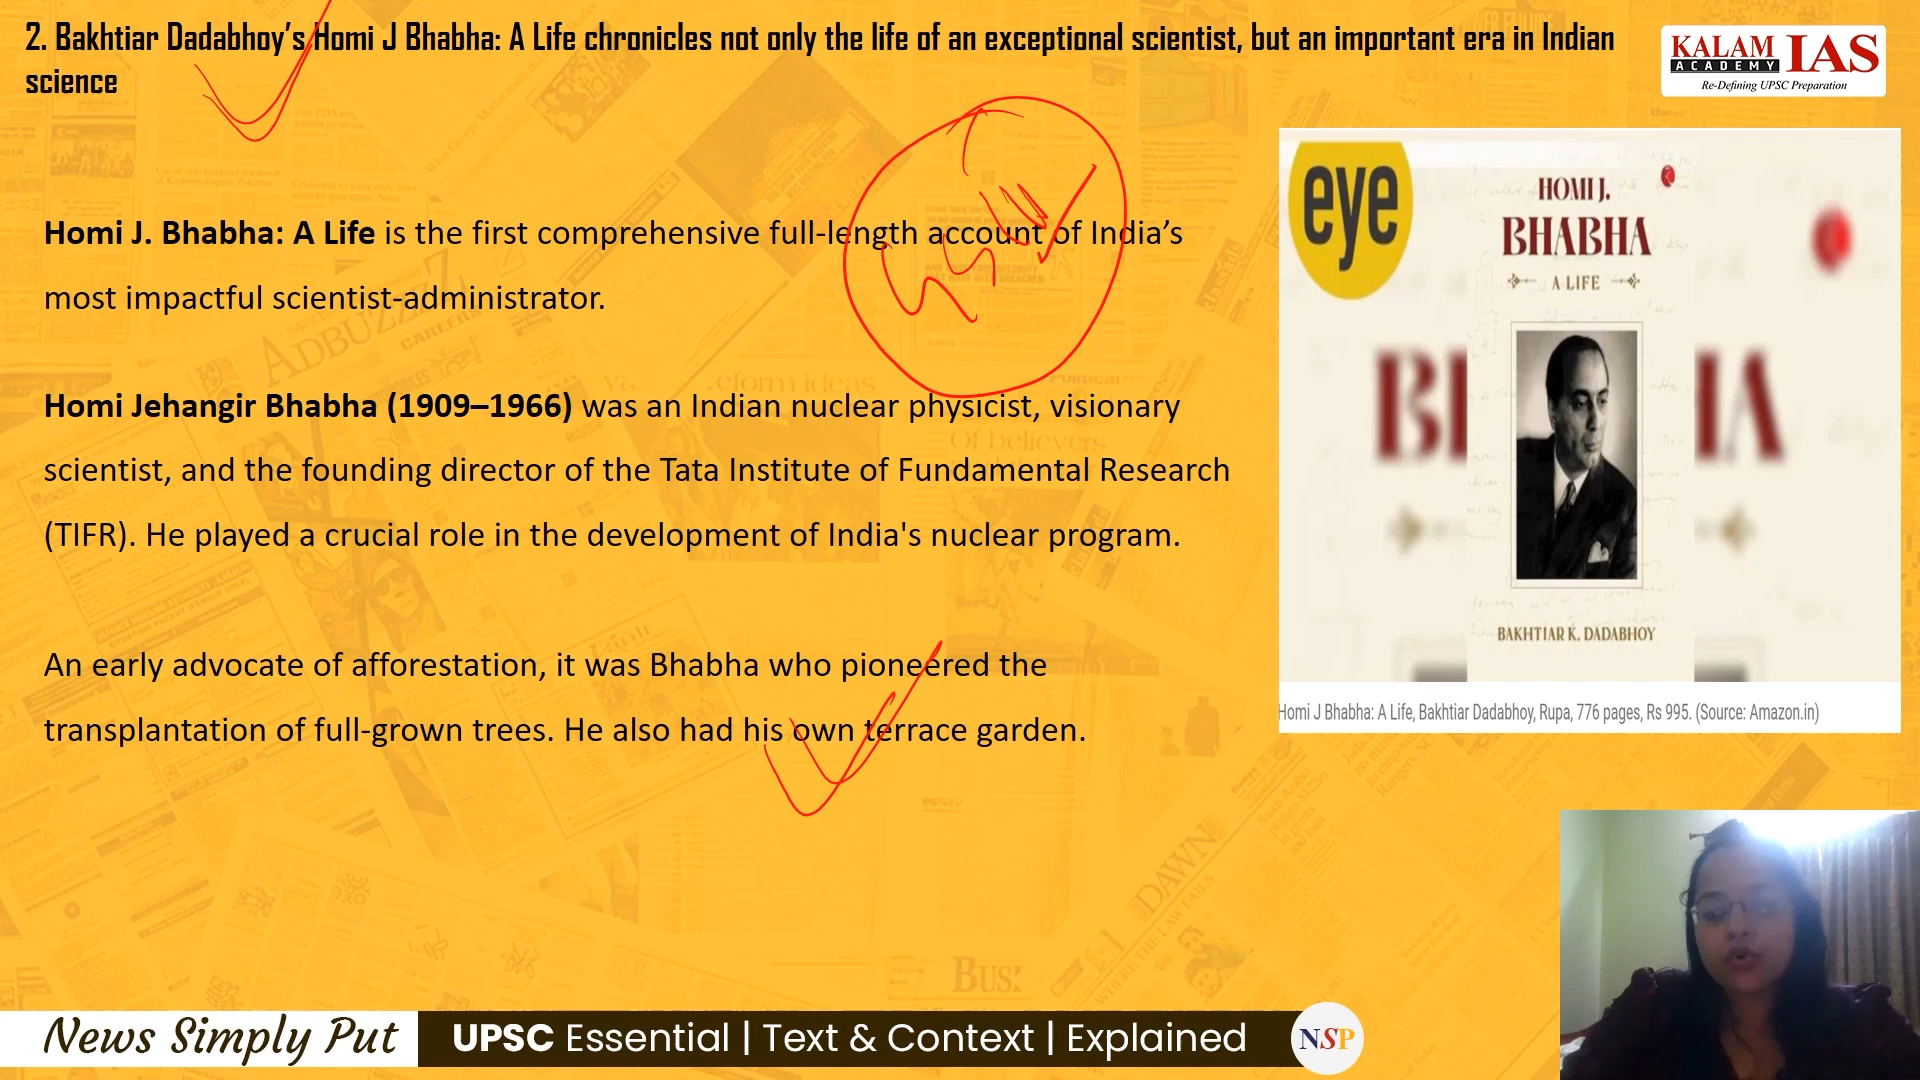 2. Bakhtiar Dadabhoy's Homi J Bhabha: A Life chronicles not only the life of an exceptional scientist, but an important era in Indian
science
KALAM IAS
ACADEMY
Re-Defining UPSC Preparation
Homi J. Bhabha: A Life is the first comprehensive full-length account of India's
most impactful scientist-administrator.
Homi Jehangir Bhabha (1909–1966) was an Indian nuclear physicist, visionary
scientist, and the founding director of the Tata Institute of Fundamental Research
(TIFR). He played a crucial role in the development of India's nuclear program.
An early advocate of afforestation, it was Bhabha who pioneered the
transplantation of full-grown trees. He also had his own terrace garden.
eye
HOMI J.
BHABHA
A LIFE
BAKHTIAR K. DADABHOY
Homi J Bhabha: A Life, Bakhtiar Dadabhoy, Rupa, 776 pages, Rs 995. (Source: Amazon.in)
ADBUZZ
CAREERS
Of believers
DAWN
News Simply Put
UPSC Essential | Text & Context | Explained
NSP